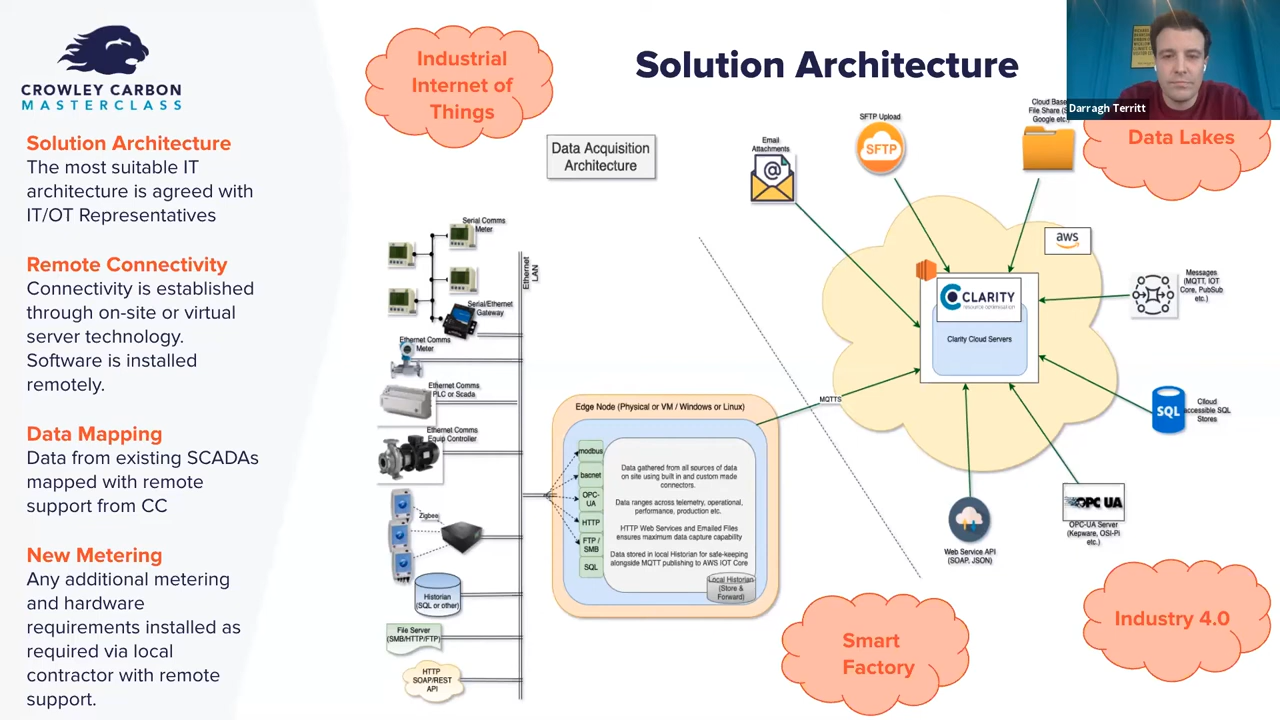 CROWLEY CARBON
MASTERCLASS
Solution Architecture
The most suitable IT
architecture is agreed with
IT/OT Representatives
Remote Connectivity
Connectivity is established
through on-site or virtual
server technology.
Software is installed
remotely.
Data Mapping
Data from existing SCADAs
mapped with remote
support from CC
New Metering
Any additional metering
and hardware
requirements installed as
required via local
contractor with remote
support.
Industrial
Internet of
Things
Solution Architecture
Darragh Territt
Data Lakes
Data Acquisition
Architecture
Serial Comms
Meter
Serial/Ethernet
Gateway
Ethernet Comms
Meter
Ethernet Comms
PLC or Scada
Ethernet Comms
Equip Controller
Zigbee
Historian
(SQL or other)
File Server
(SMB/HTTP/FTP)
HTTP
SOAP/REST
API
Ethernet
LAN
Edge Node (Physical or VM / Windows or Linux)
modbus
bacnet
OPC-
UA
HTTP
FTP /
SMB
SQL
Data gathered from all sources of data
on site using built in and custom made
connectors.
Data ranges across telemetry, operational,
performance, production etc.
HTTP Web Services and Emailed Files
ensures maximum data capture capability
Data stored in local Historian for safe-keeping
alongside MQTT publishing to AWS IOT Core
Local Historian
(Store &
Forward)
MQTTS
Email
Attachments
@
SFTP Upload
SFTP
Cloud Base
File Share (
Google etc.)
aws
CLARITY
resource optimisation
Clarity Cloud Servers
Messages
(MQTT, IOT
Core, PubSub
etc.)
SQL
Clloud
accessible SQL
Stores
OPC UA
OPC-UA Server
(Kepware, OSI-Pi
etc.)
Web Service API
(SOAP, JSON)
Smart
Factory
Industry 4.0